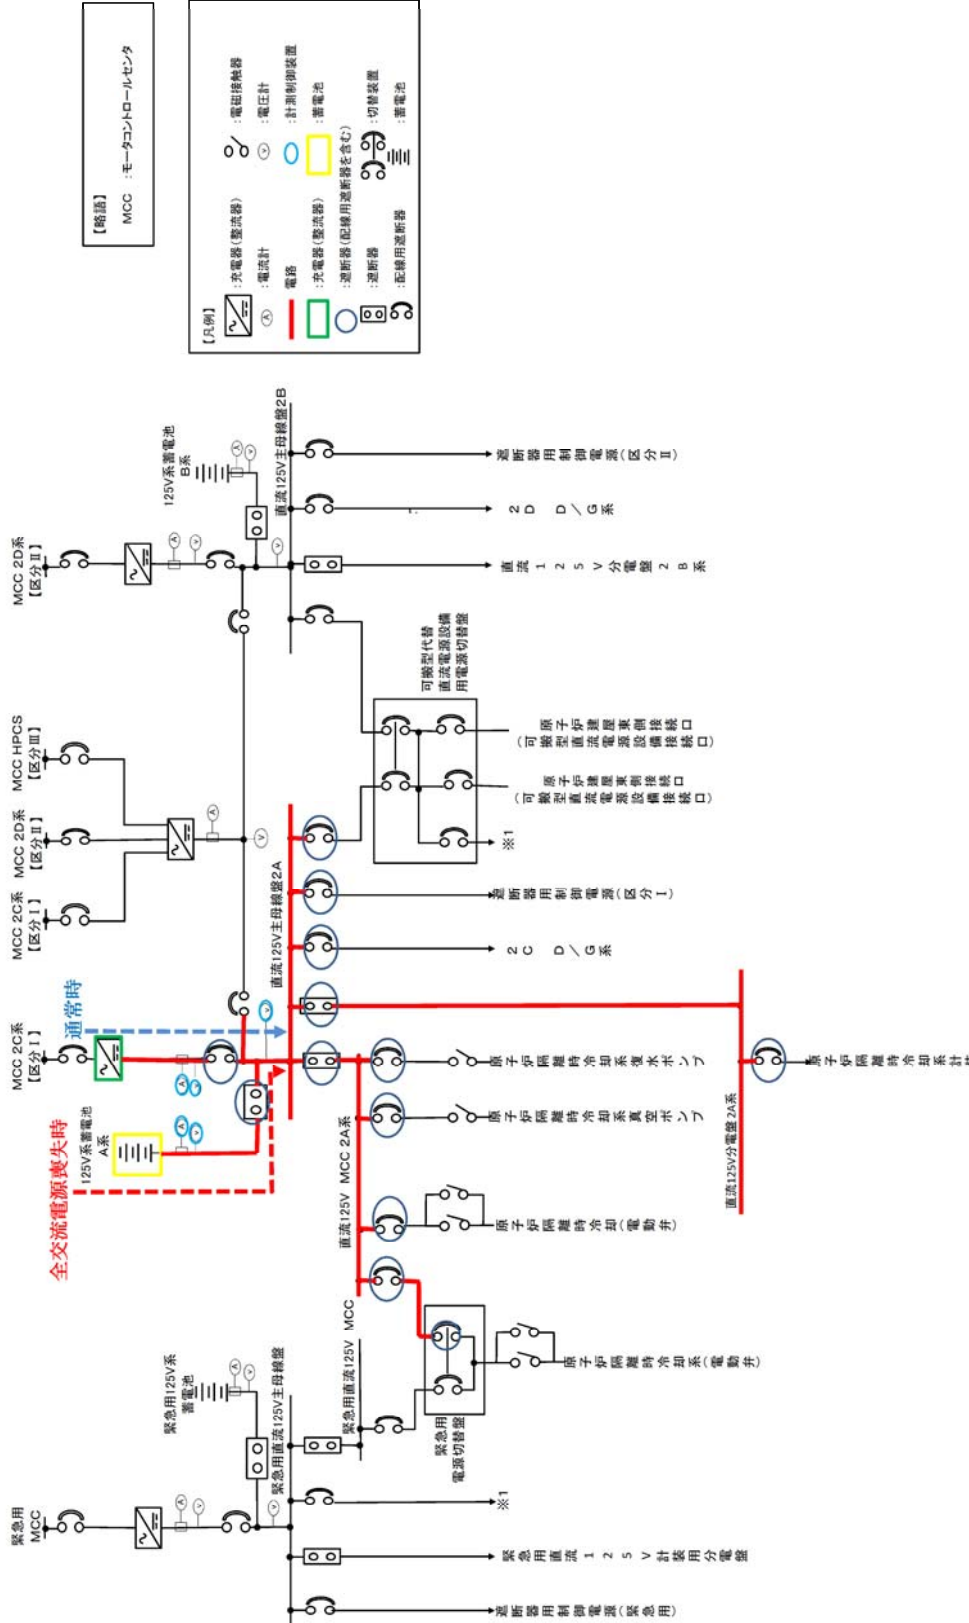 【略語】
MCC ：モータコントロールセンタ
【凡例】
：充電器(整流器)
：電流計
電路
：充電器(整流器)
：遮断器(配線用遮断器を含む)
：遮断器
：配線用遮断器
：電磁接触器
：電圧計
：計測制御装置
：蓄電池
：切替装置
：蓄電池
緊急用
MCC
緊急用125V系
蓄電池
緊急用直流125V主母線盤
遮断器用制御電源(緊急用)
緊急用直流125V計装用分電盤
※1
緊急用直流125V MCC
緊急用
電源切替盤
原子炉隔離時冷却系(電動弁)
全交流電源喪失時
125V系蓄電池
A系
MCC 2C系
【区分Ⅰ】
通常時
直流125V主母線盤2A
直流125V MCC 2A系
原子炉隔離時冷却(電動弁)
原子炉隔離時冷却系真空ポンプ
原子炉隔離時冷却系復水ポンプ
直流125V分電盤2A系
原子炉隔離時冷却系計
2C D／G系
遮断器用制御電源(区分Ⅰ)
MCC 2C系
【区分Ⅰ】
MCC 2D系
【区分Ⅱ】
MCC HPCS
【区分Ⅲ】
可搬型代替
直流電源設備
用電源切替盤
※1
原子炉建屋東側接続口
(可搬型直流電源設備接続口)
原子炉建屋東側接続口
(可搬型直流電源設備接続口)
MCC 2D系
【区分Ⅱ】
125V系蓄電池
B系
直流125V主母線盤2B
直流125V分電盤2B系
2D D／G系
遮断器用制御電源(区分Ⅱ)